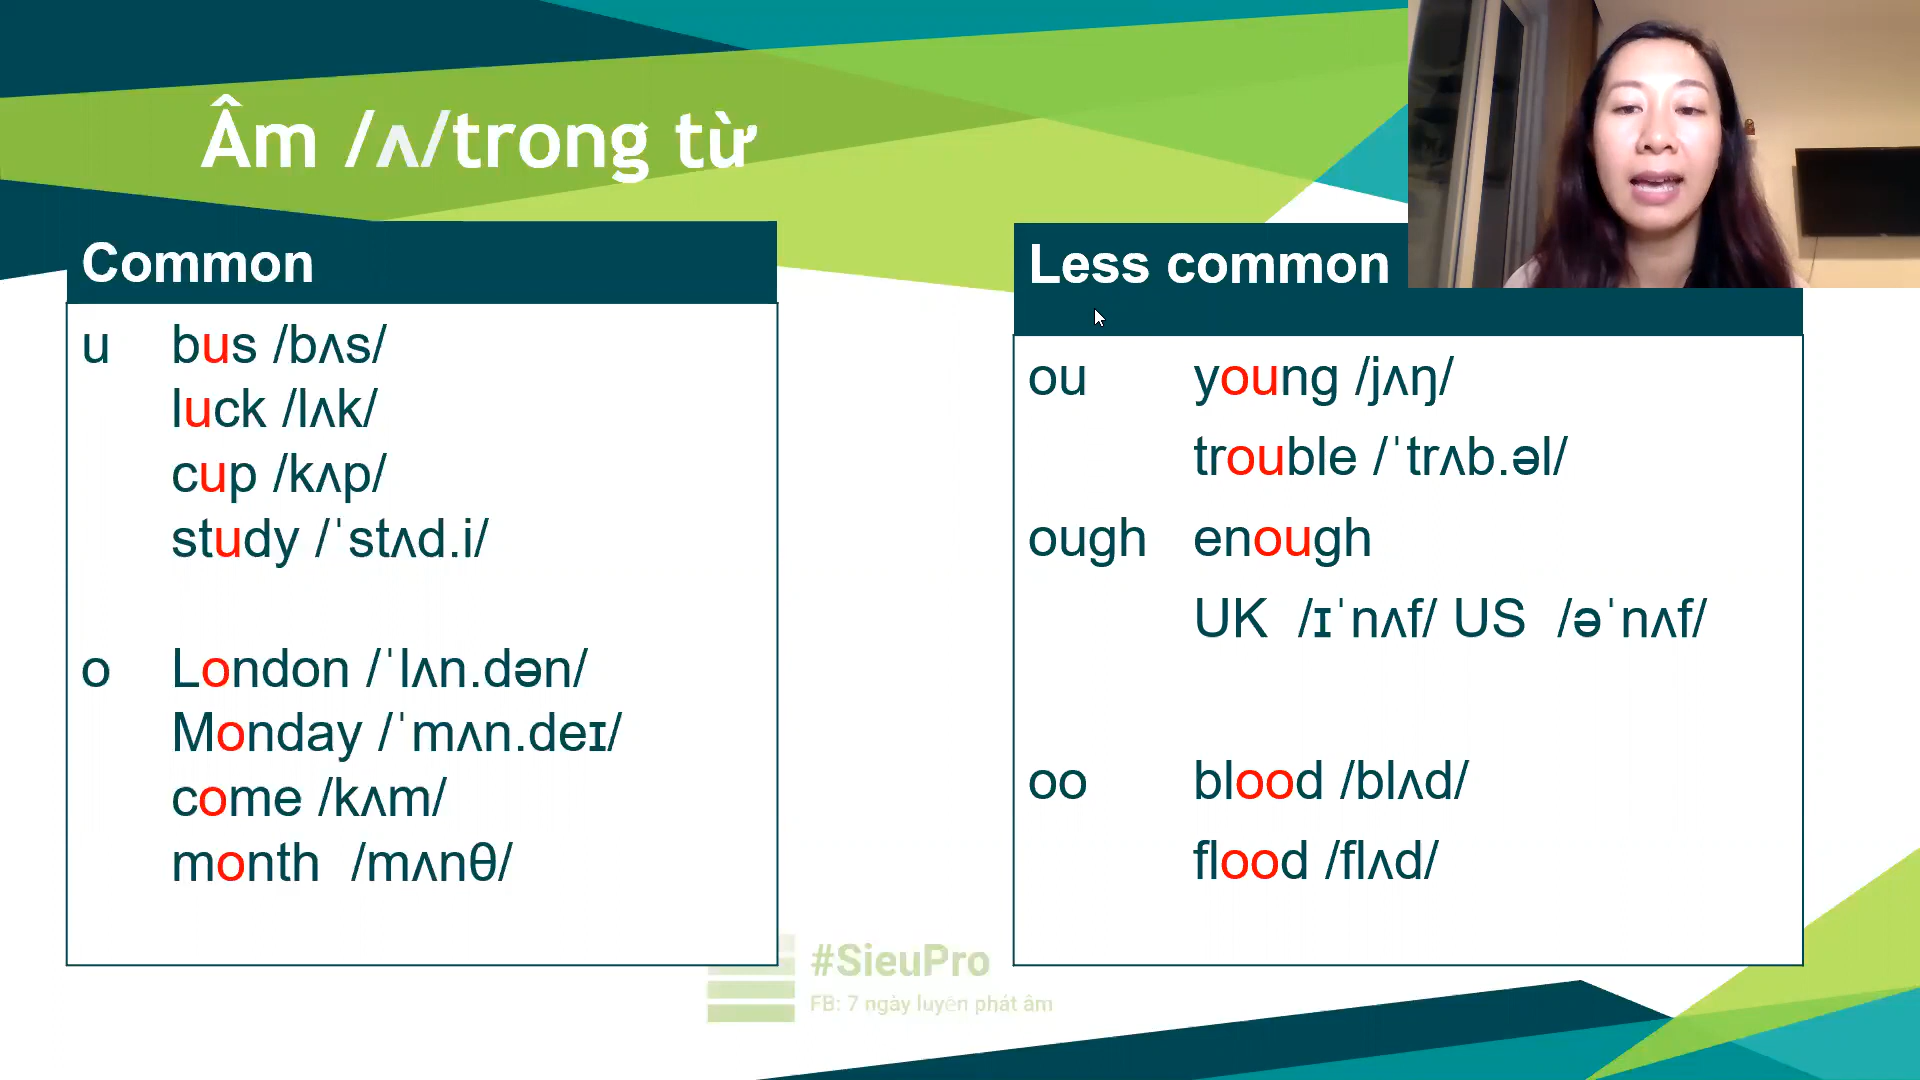 Âm /ʌ/trong từ
Common
u bus /bʌs/
luck /lʌk/
cup /kʌp/
study /ˈstʌd.i/
o London /ˈlʌn.dən/
Monday /ˈmʌn.deɪ/
come /kʌm/
month /mʌnθ/
Less common
ou young /jʌŋ/
trouble /ˈtrʌb.əl/
ough enough
UK /ɪˈnʌf/ US /əˈnʌf/
oo blood /blʌd/
flood /flʌd/
#SieuPro
FB: 7 ngày luyện phát âm